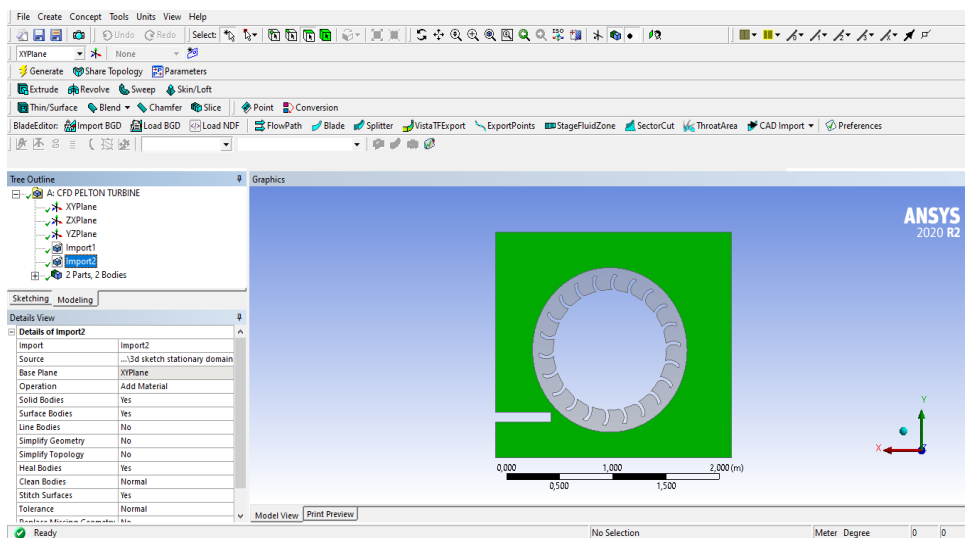 File Create Concept Tools Units View Help
Undo Redo Select: ISO
XYPlane None
Generate Share Topology Parameters
Extrude Revolve Sweep Skin/Loft
Thin/Surface Blend Chamfer Slice Point Conversion
BladeEditor: Import BGD Load BGD Load NDF FlowPath Blade Splitter VistaTFExport ExportPoints StageFluidZone SectorCut ThroatArea CAD Import Preferences
Tree Outline
A: CFD PELTON TURBINE
XYPlane
ZXPlane
YZPlane
Import1
Import2
2 Parts, 2 Bodies
Sketching Modeling
Details View
Details of Import2
Import Import2
Source ...\3d sketch stationary domain
Base Plane XYPlane
Operation Add Material
Solid Bodies Yes
Surface Bodies Yes
Line Bodies No
Simplify Geometry No
Simplify Topology No
Heal Bodies Yes
Clean Bodies Normal
Stitch Surfaces Yes
Tolerance Normal
Replace Missing Geometry No
Graphics
ANSYS
2020 R2
Y
X
Z
0,000 1,000 2,000 (m)
0,500 1,500
Model View Print Preview
Ready No Selection Meter Degree 0 0